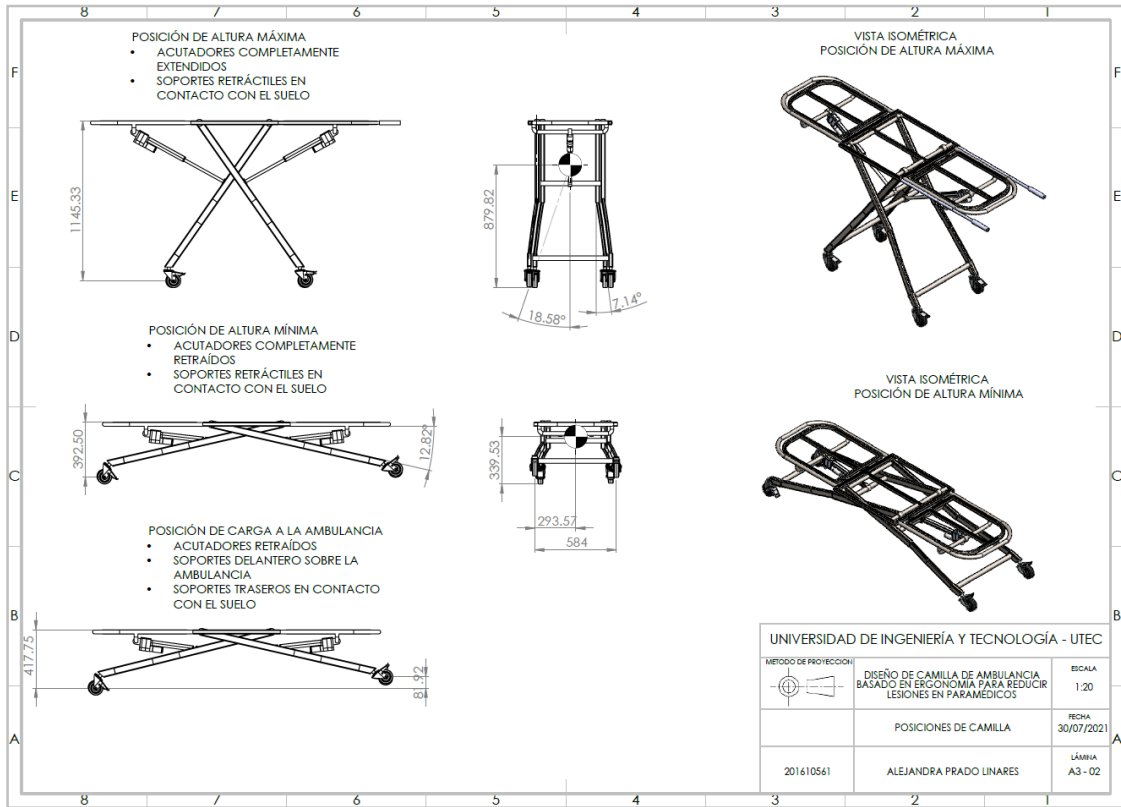 8 7 6 5 4 3 2 1
F
E
D
C
B
A
F
E
D
C
B
A
POSICIÓN DE ALTURA MÁXIMA
• ACUTADORES COMPLETAMENTE
EXTENDIDOS
• SOPORTES RETRÁCTILES EN
CONTACTO CON EL SUELO
1145.33
879.82
18.58°
7.14°
VISTA ISOMÉTRICA
POSICIÓN DE ALTURA MÁXIMA
POSICIÓN DE ALTURA MÍNIMA
• ACUTADORES COMPLETAMENTE
RETRAÍDOS
• SOPORTES RETRÁCTILES EN
CONTACTO CON EL SUELO
392.50
12.82°
339.53
293.57
584
VISTA ISOMÉTRICA
POSICIÓN DE ALTURA MÍNIMA
POSICIÓN DE CARGA A LA AMBULANCIA
• ACUTADORES RETRAÍDOS
• SOPORTES DELANTERO SOBRE LA
AMBULANCIA
• SOPORTES TRASEROS EN CONTACTO
CON EL SUELO
417.75
81.92
UNIVERSIDAD DE INGENIERÍA Y TECNOLOGÍA - UTEC
METODO DE PROYECCION
DISEÑO DE CAMILLA DE AMBULANCIA
BASADO EN ERGONOMÍA PARA REDUCIR
LESIONES EN PARAMÉDICOS
ESCALA
1:20
POSICIONES DE CAMILLA
FECHA
30/07/2021
201610561
ALEJANDRA PRADO LINARES
LÁMINA
A3 - 02
8 7 6 5 4 3 2 1